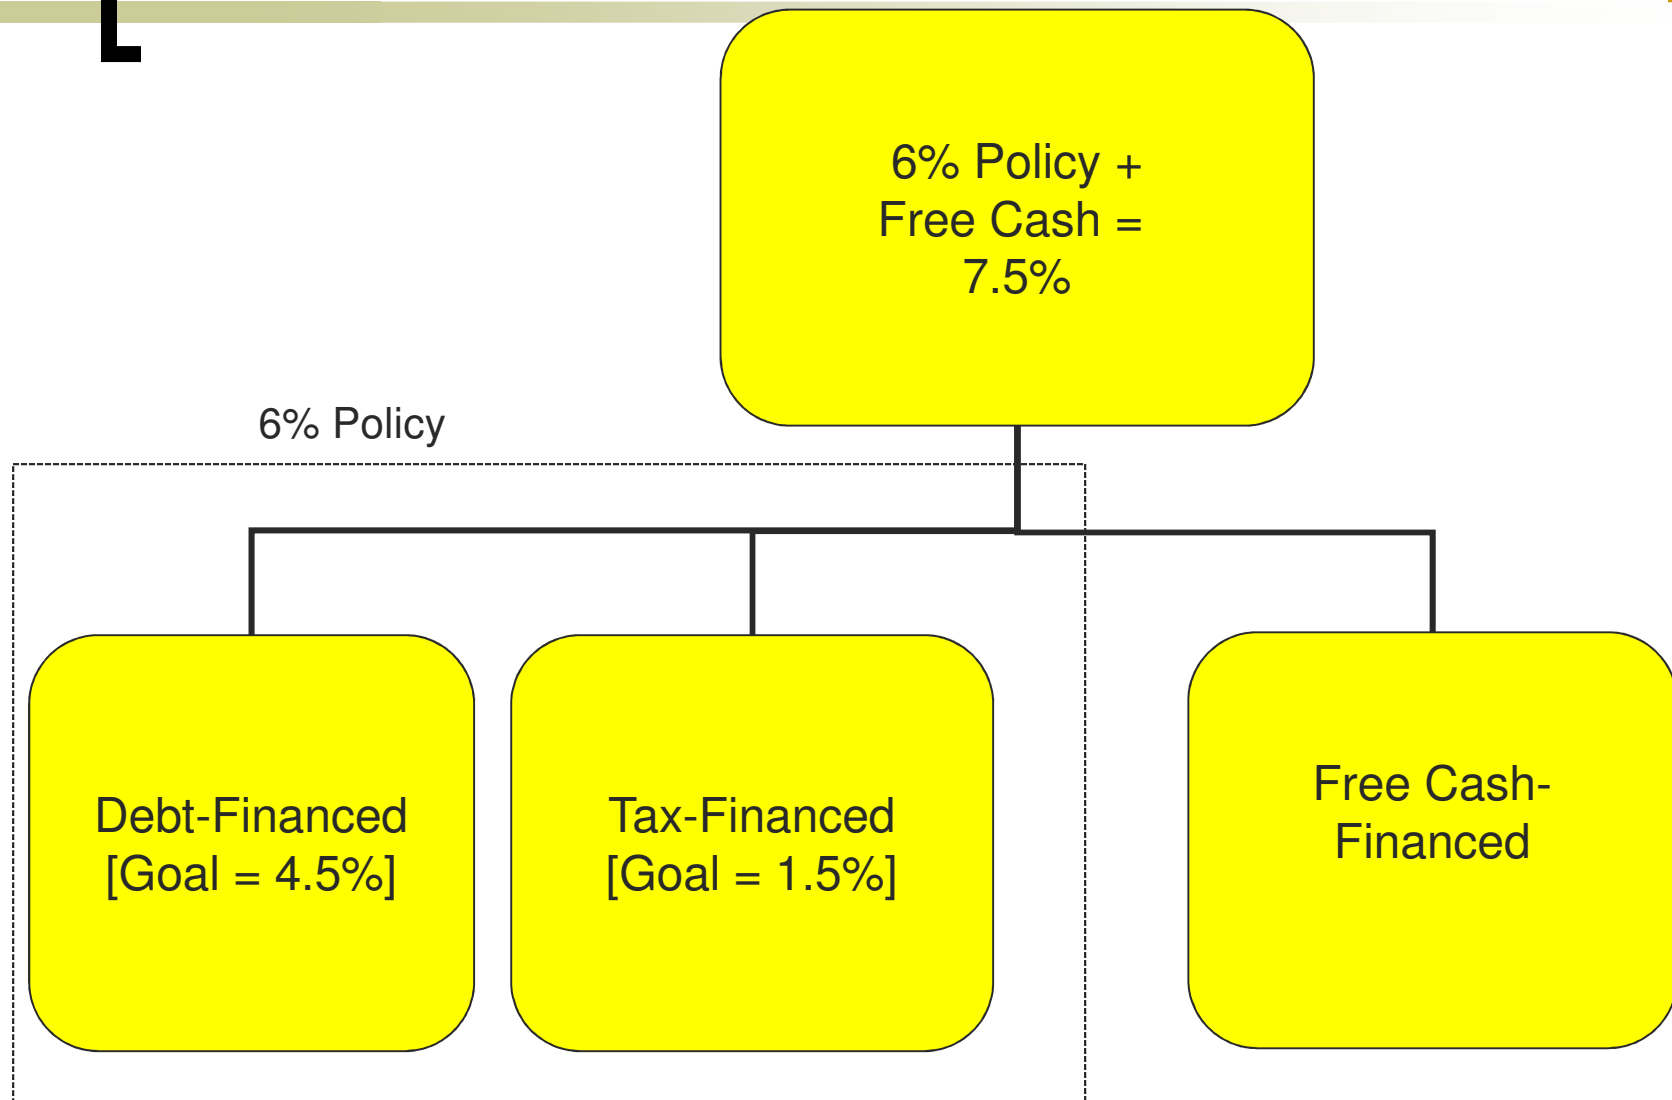 6% Policy +
Free Cash =
7.5%
6% Policy
Debt-Financed
[Goal = 4.5%]
Tax-Financed
[Goal = 1.5%]
Free Cash-
Financed